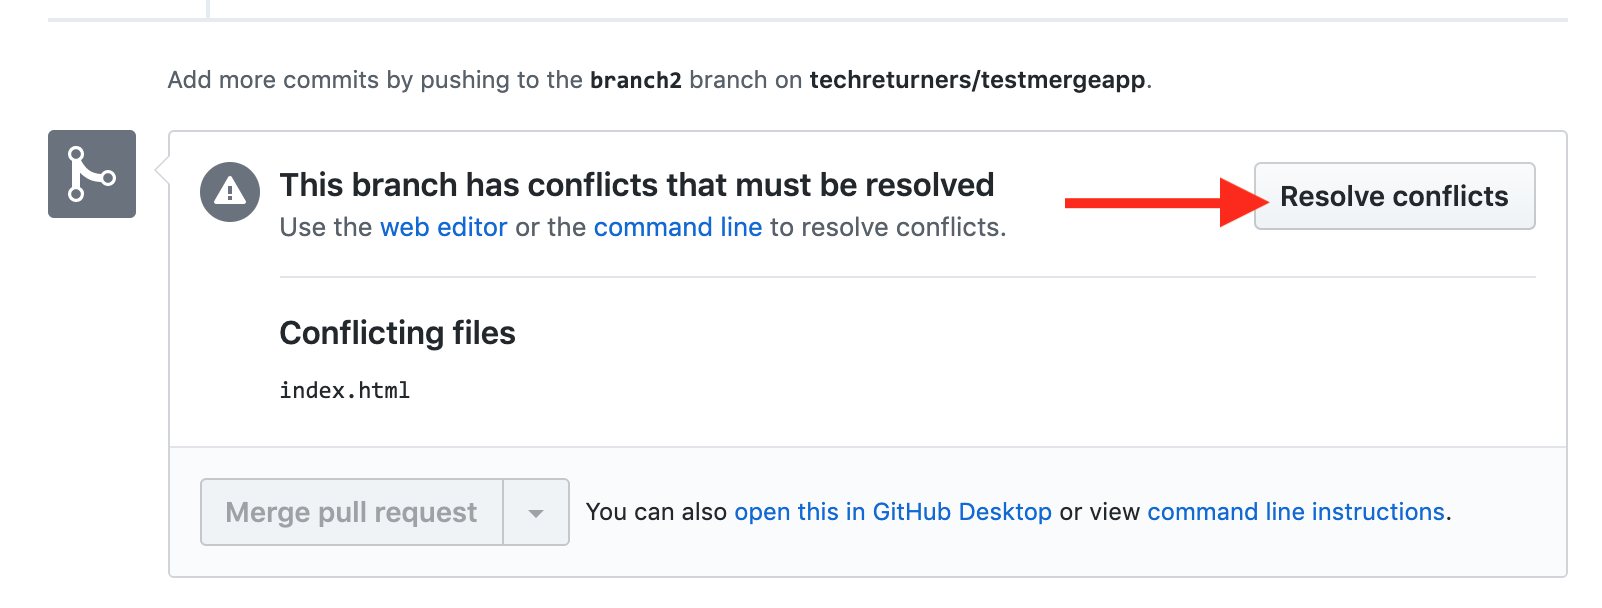 Add more commits by pushing to the branch2 branch on techreturners/testmergeapp.
This branch has conflicts that must be resolved
Resolve conflicts
Use the web editor or the command line to resolve conflicts.
Conflicting files
index.html
Merge pull request
You can also open this in GitHub Desktop or view command line instructions.